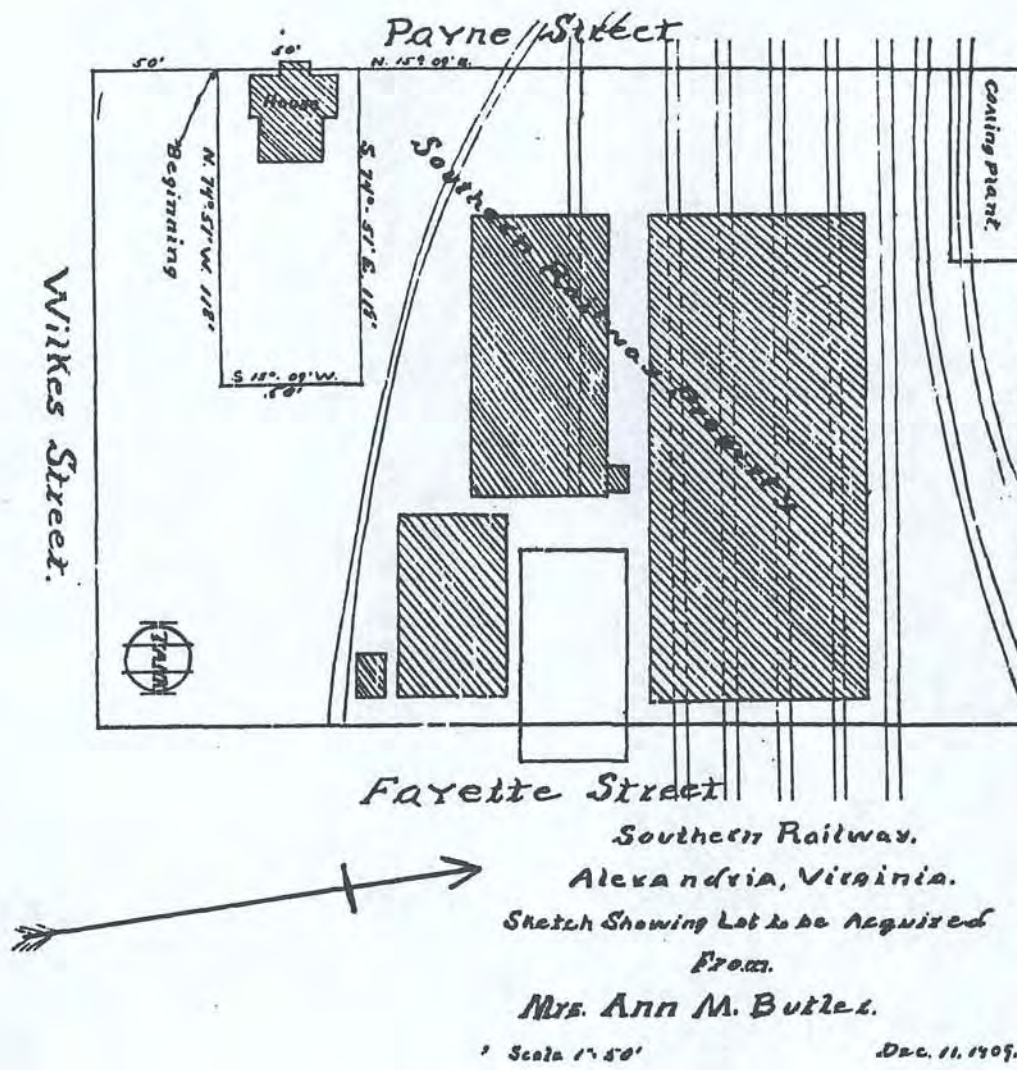 Payne Street
50'
50'
N. 15° 09' E.
House
Beginning
N. 74° 51' W. 118'
S. 74° 51' E. 118'
S 15° 09' W.
50'
Southern Railway Property
Coaling Plant.
Wilkes Street.
Tank
Fayette Street
Southern Railway.
Alexandria, Virginia.
Sketch Showing Lot to be Acquired
From.
Mrs. Ann M. Butler.
Scale 1"=50'
Dec. 11, 1909.